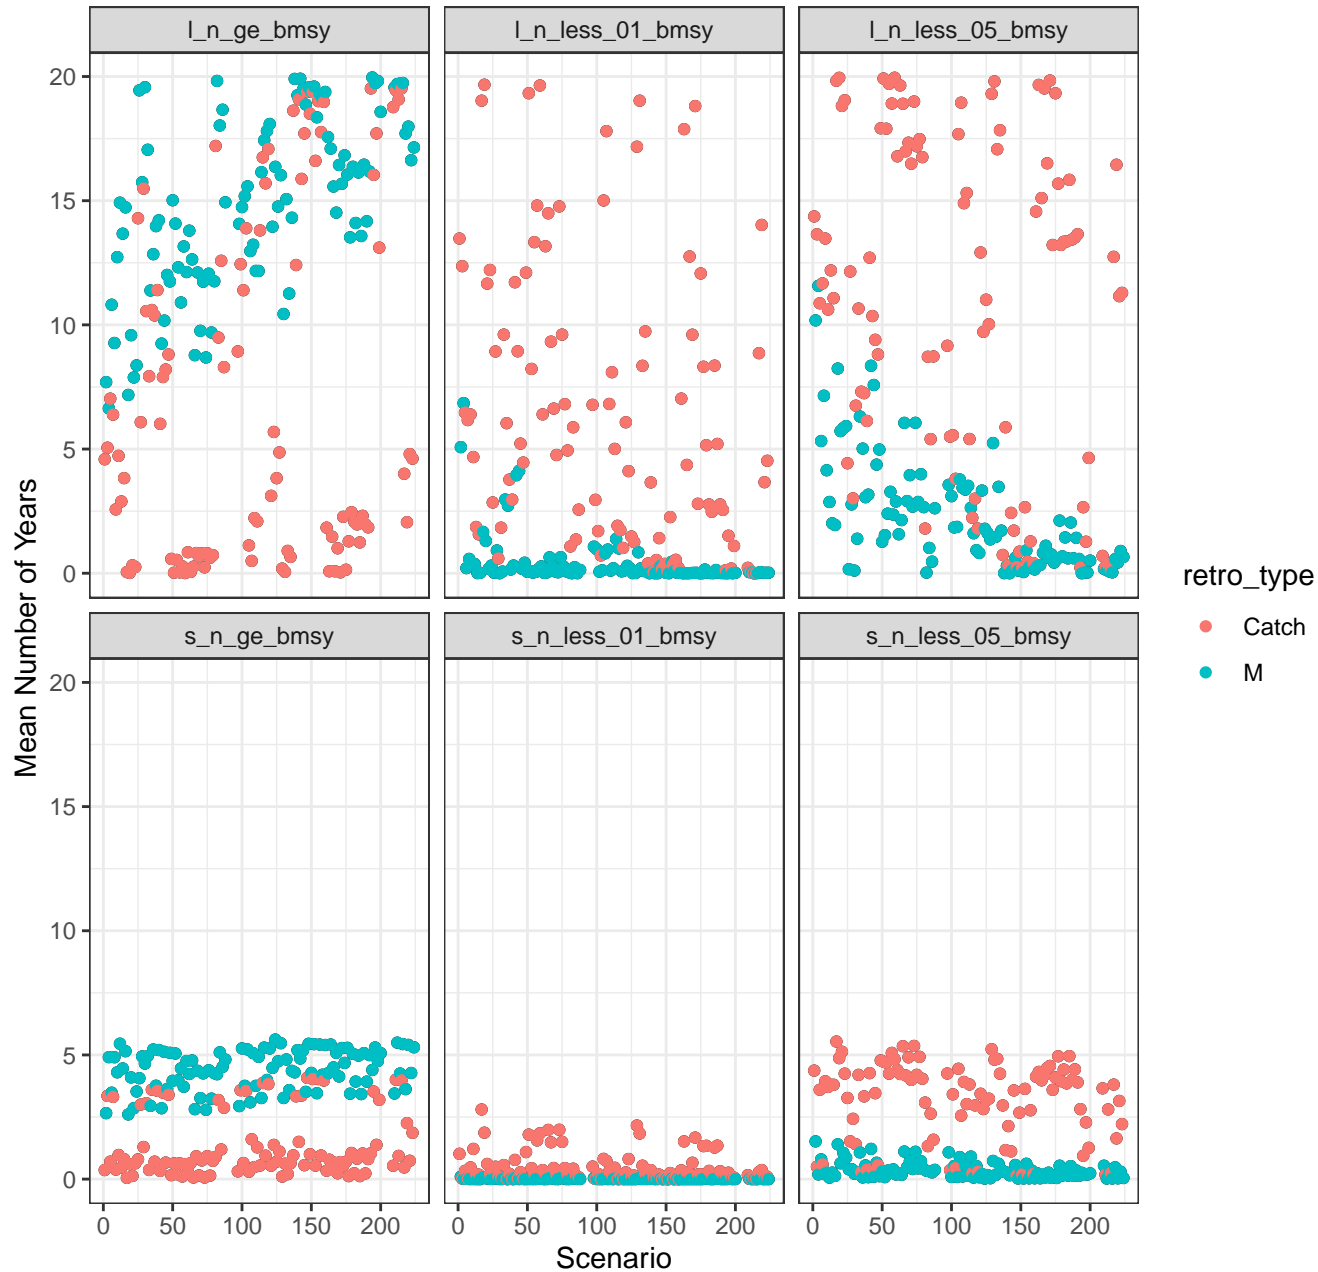 l_n_ge_bmsy
l_n_less_01_bmsy
l_n_less_05_bmsy
20
15
10
5
0
s_n_ge_bmsy
s_n_less_01_bmsy
s_n_less_05_bmsy
20
15
10
5
0
0 50 100 150 200
0 50 100 150 200
0 50 100 150 200
Scenario
Mean Number of Years
retro_type
Catch
M